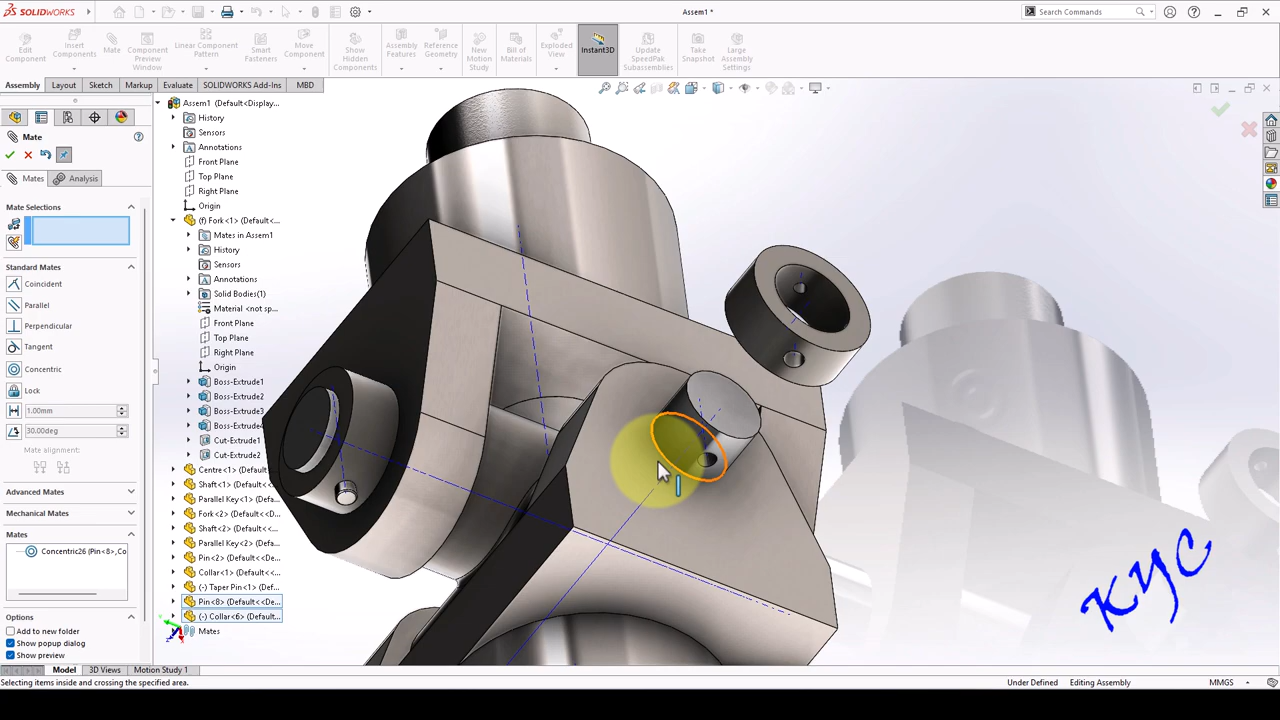 SOLIDWORKS
Assem1 *
Search Commands
Edit Component
Insert Components
Mate
Component Preview Window
Linear Component Pattern
Smart Fasteners
Move Component
Show Hidden Components
Assembly Features
Reference Geometry
New Motion Study
Bill of Materials
Exploded View
Instant3D
Update SpeedPak Subassemblies
Take Snapshot
Large Assembly Settings
Assembly Layout Sketch Markup Evaluate SOLIDWORKS Add-Ins MBD
Mate
Mates Analysis
Mate Selections
Standard Mates
Coincident
Parallel
Perpendicular
Tangent
Concentric
Lock
1.00mm
30.00deg
Mate alignment:
Advanced Mates
Mechanical Mates
Mates
Concentric26 (Pin<8>,Co
Options
Add to new folder
Show popup dialog
Show preview
Assem1 (Default<Display...
History
Sensors
Annotations
Front Plane
Top Plane
Right Plane
Origin
(f) Fork<1> (Default<...
Mates in Assem1
History
Sensors
Annotations
Solid Bodies(1)
Material <not sp...
Front Plane
Top Plane
Right Plane
Origin
Boss-Extrude1
Boss-Extrude2
Boss-Extrude3
Boss-Extrude4
Cut-Extrude1
Cut-Extrude2
Centre<1> (Default<...
Shaft<1> (Default<<...
Parallel Key<1> (Def...
Fork<2> (Default<<D...
Shaft<2> (Default<<...
Parallel Key<2> (Def...
Pin<2> (Default<<De...
Collar<1> (Default<<...
(-) Taper Pin<1> (Def...
Pin<8> (Default<<De...
(-) Collar<6> (Default...
Mates
KYC
Model 3D Views Motion Study 1
Selecting items inside and crossing the specified area.
Under Defined Editing Assembly MMGS